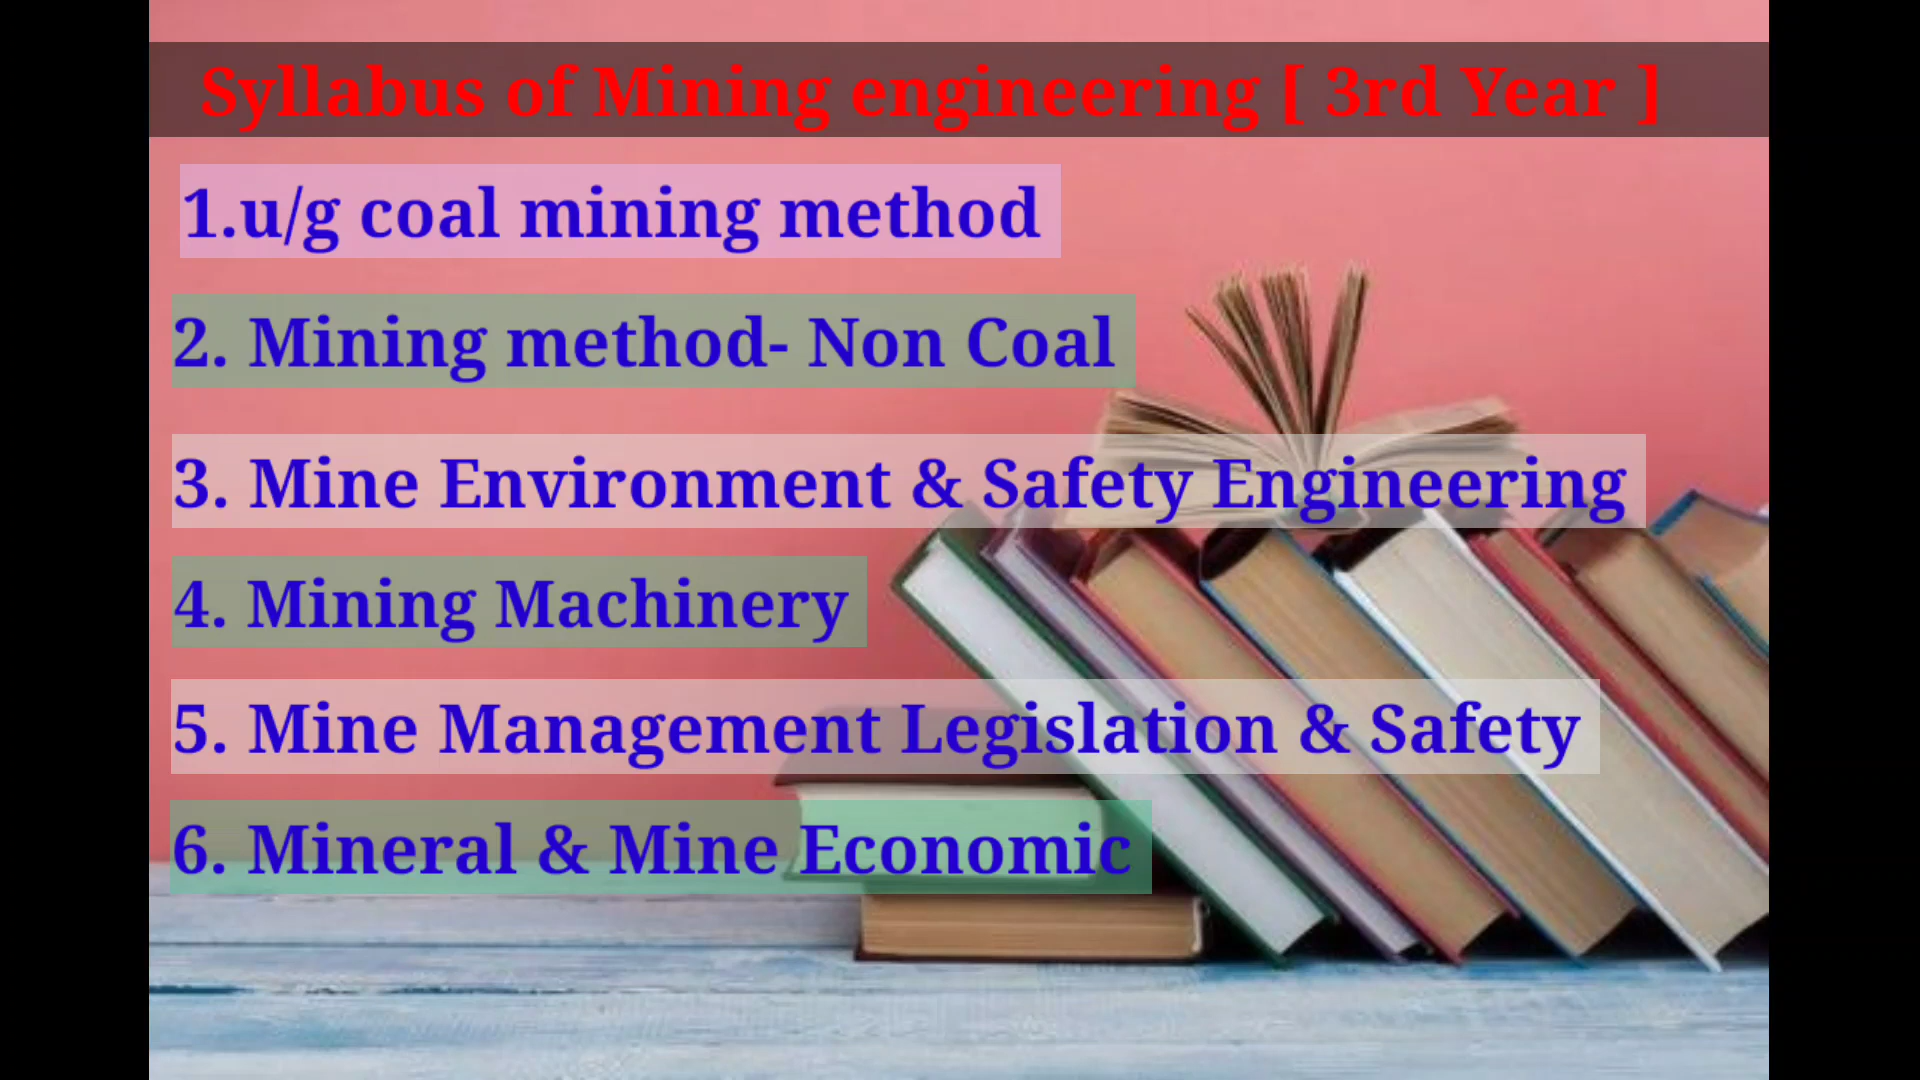 Syllabus of Mining engineering [ 3rd Year ]
1.u/g coal mining method
2. Mining method- Non Coal
3. Mine Environment & Safety Engineering
4. Mining Machinery
5. Mine Management Legislation & Safety
6. Mineral & Mine Economic